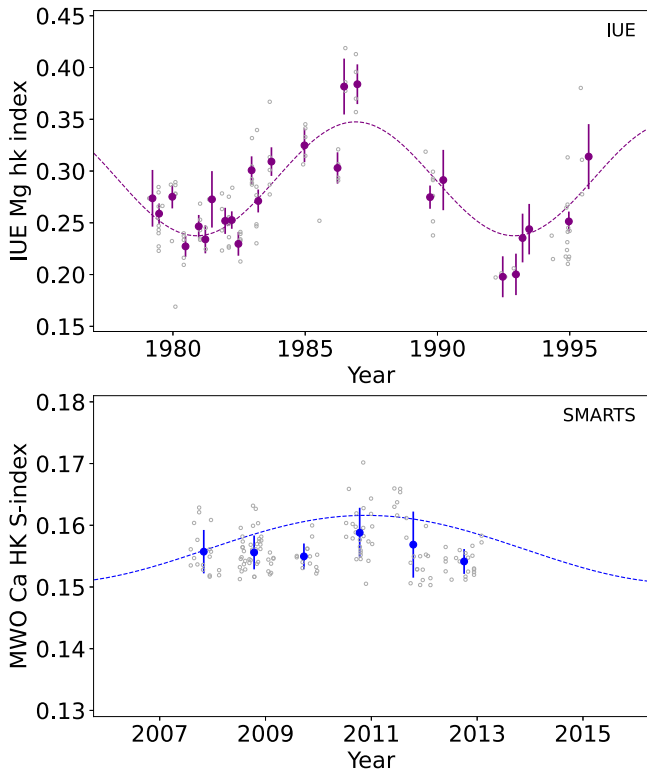 IUE
IUE Mg hk index
0.45
0.40
0.35
0.30
0.25
0.20
0.15
1980 1985 1990 1995
Year
SMARTS
MWO Ca HK S-index
0.18
0.17
0.16
0.15
0.14
0.13
2007 2009 2011 2013 2015
Year